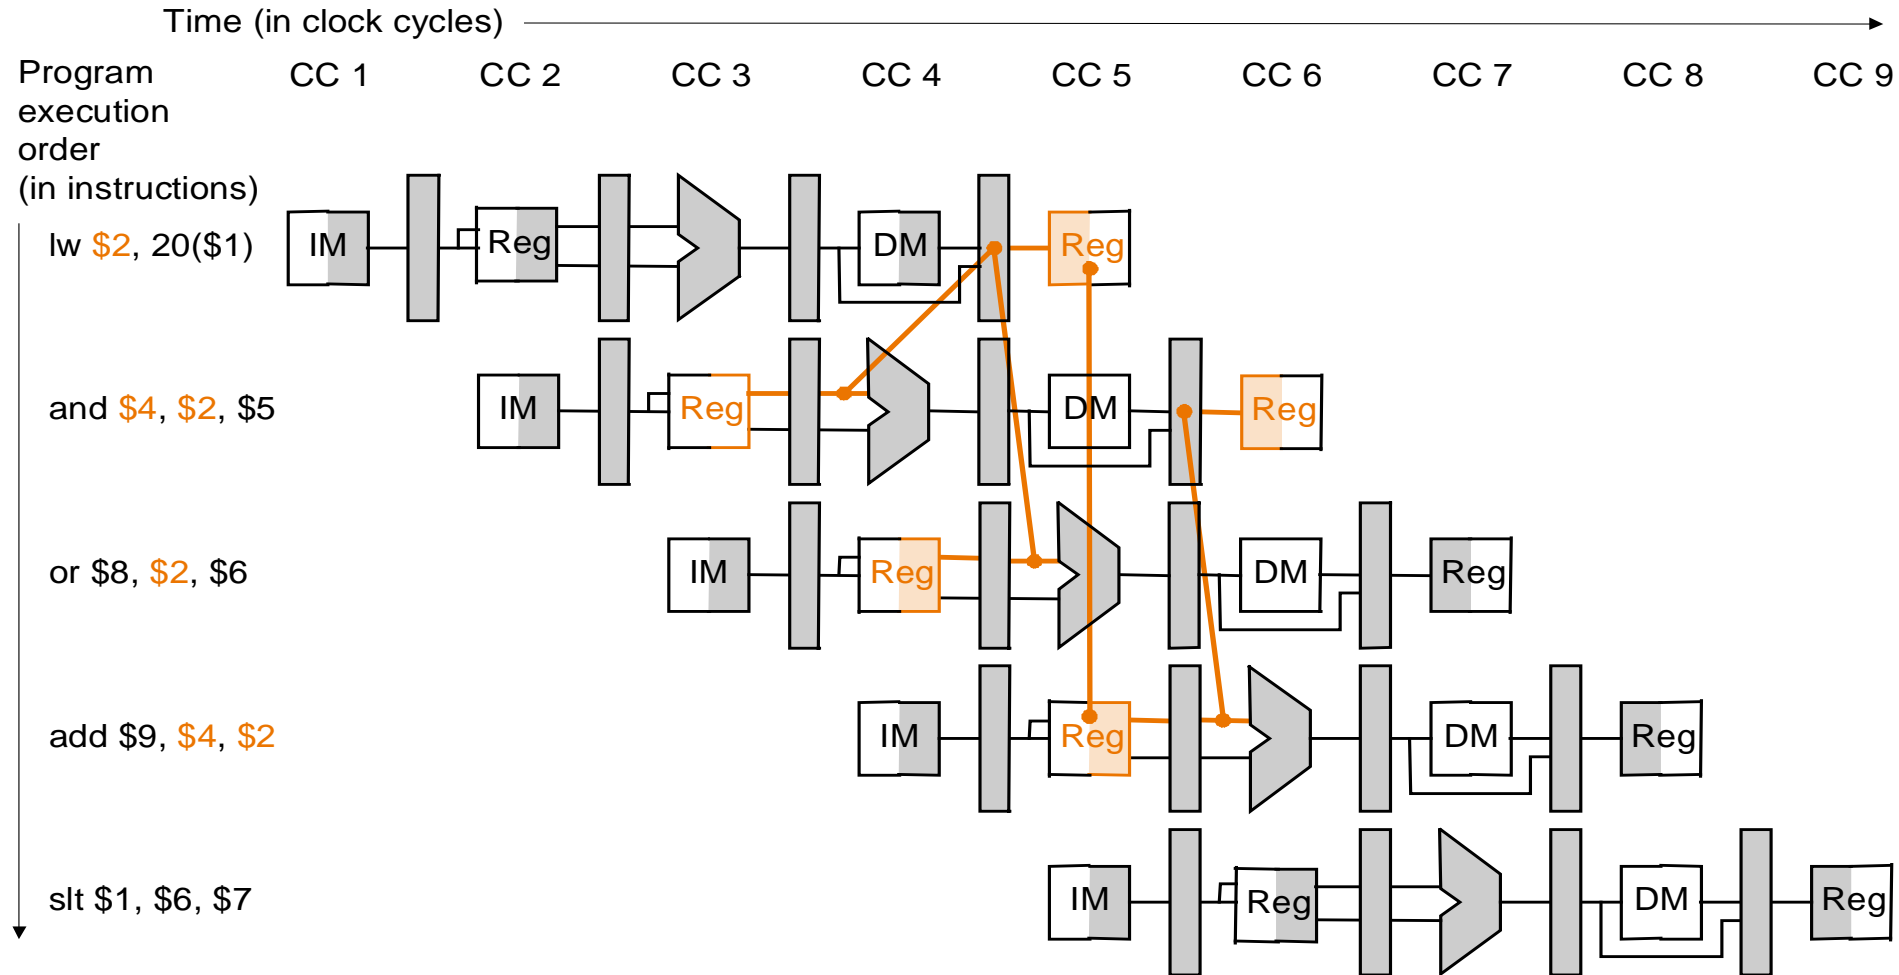 Time (in clock cycles)
Program execution order (in instructions)
CC 1 CC 2 CC 3 CC 4 CC 5 CC 6 CC 7 CC 8 CC 9
lw $2, 20($1) IM Reg DM Reg
and $4, $2, $5 IM Reg DM Reg
or $8, $2, $6 IM Reg DM Reg
add $9, $4, $2 IM Reg DM Reg
slt $1, $6, $7 IM Reg DM Reg